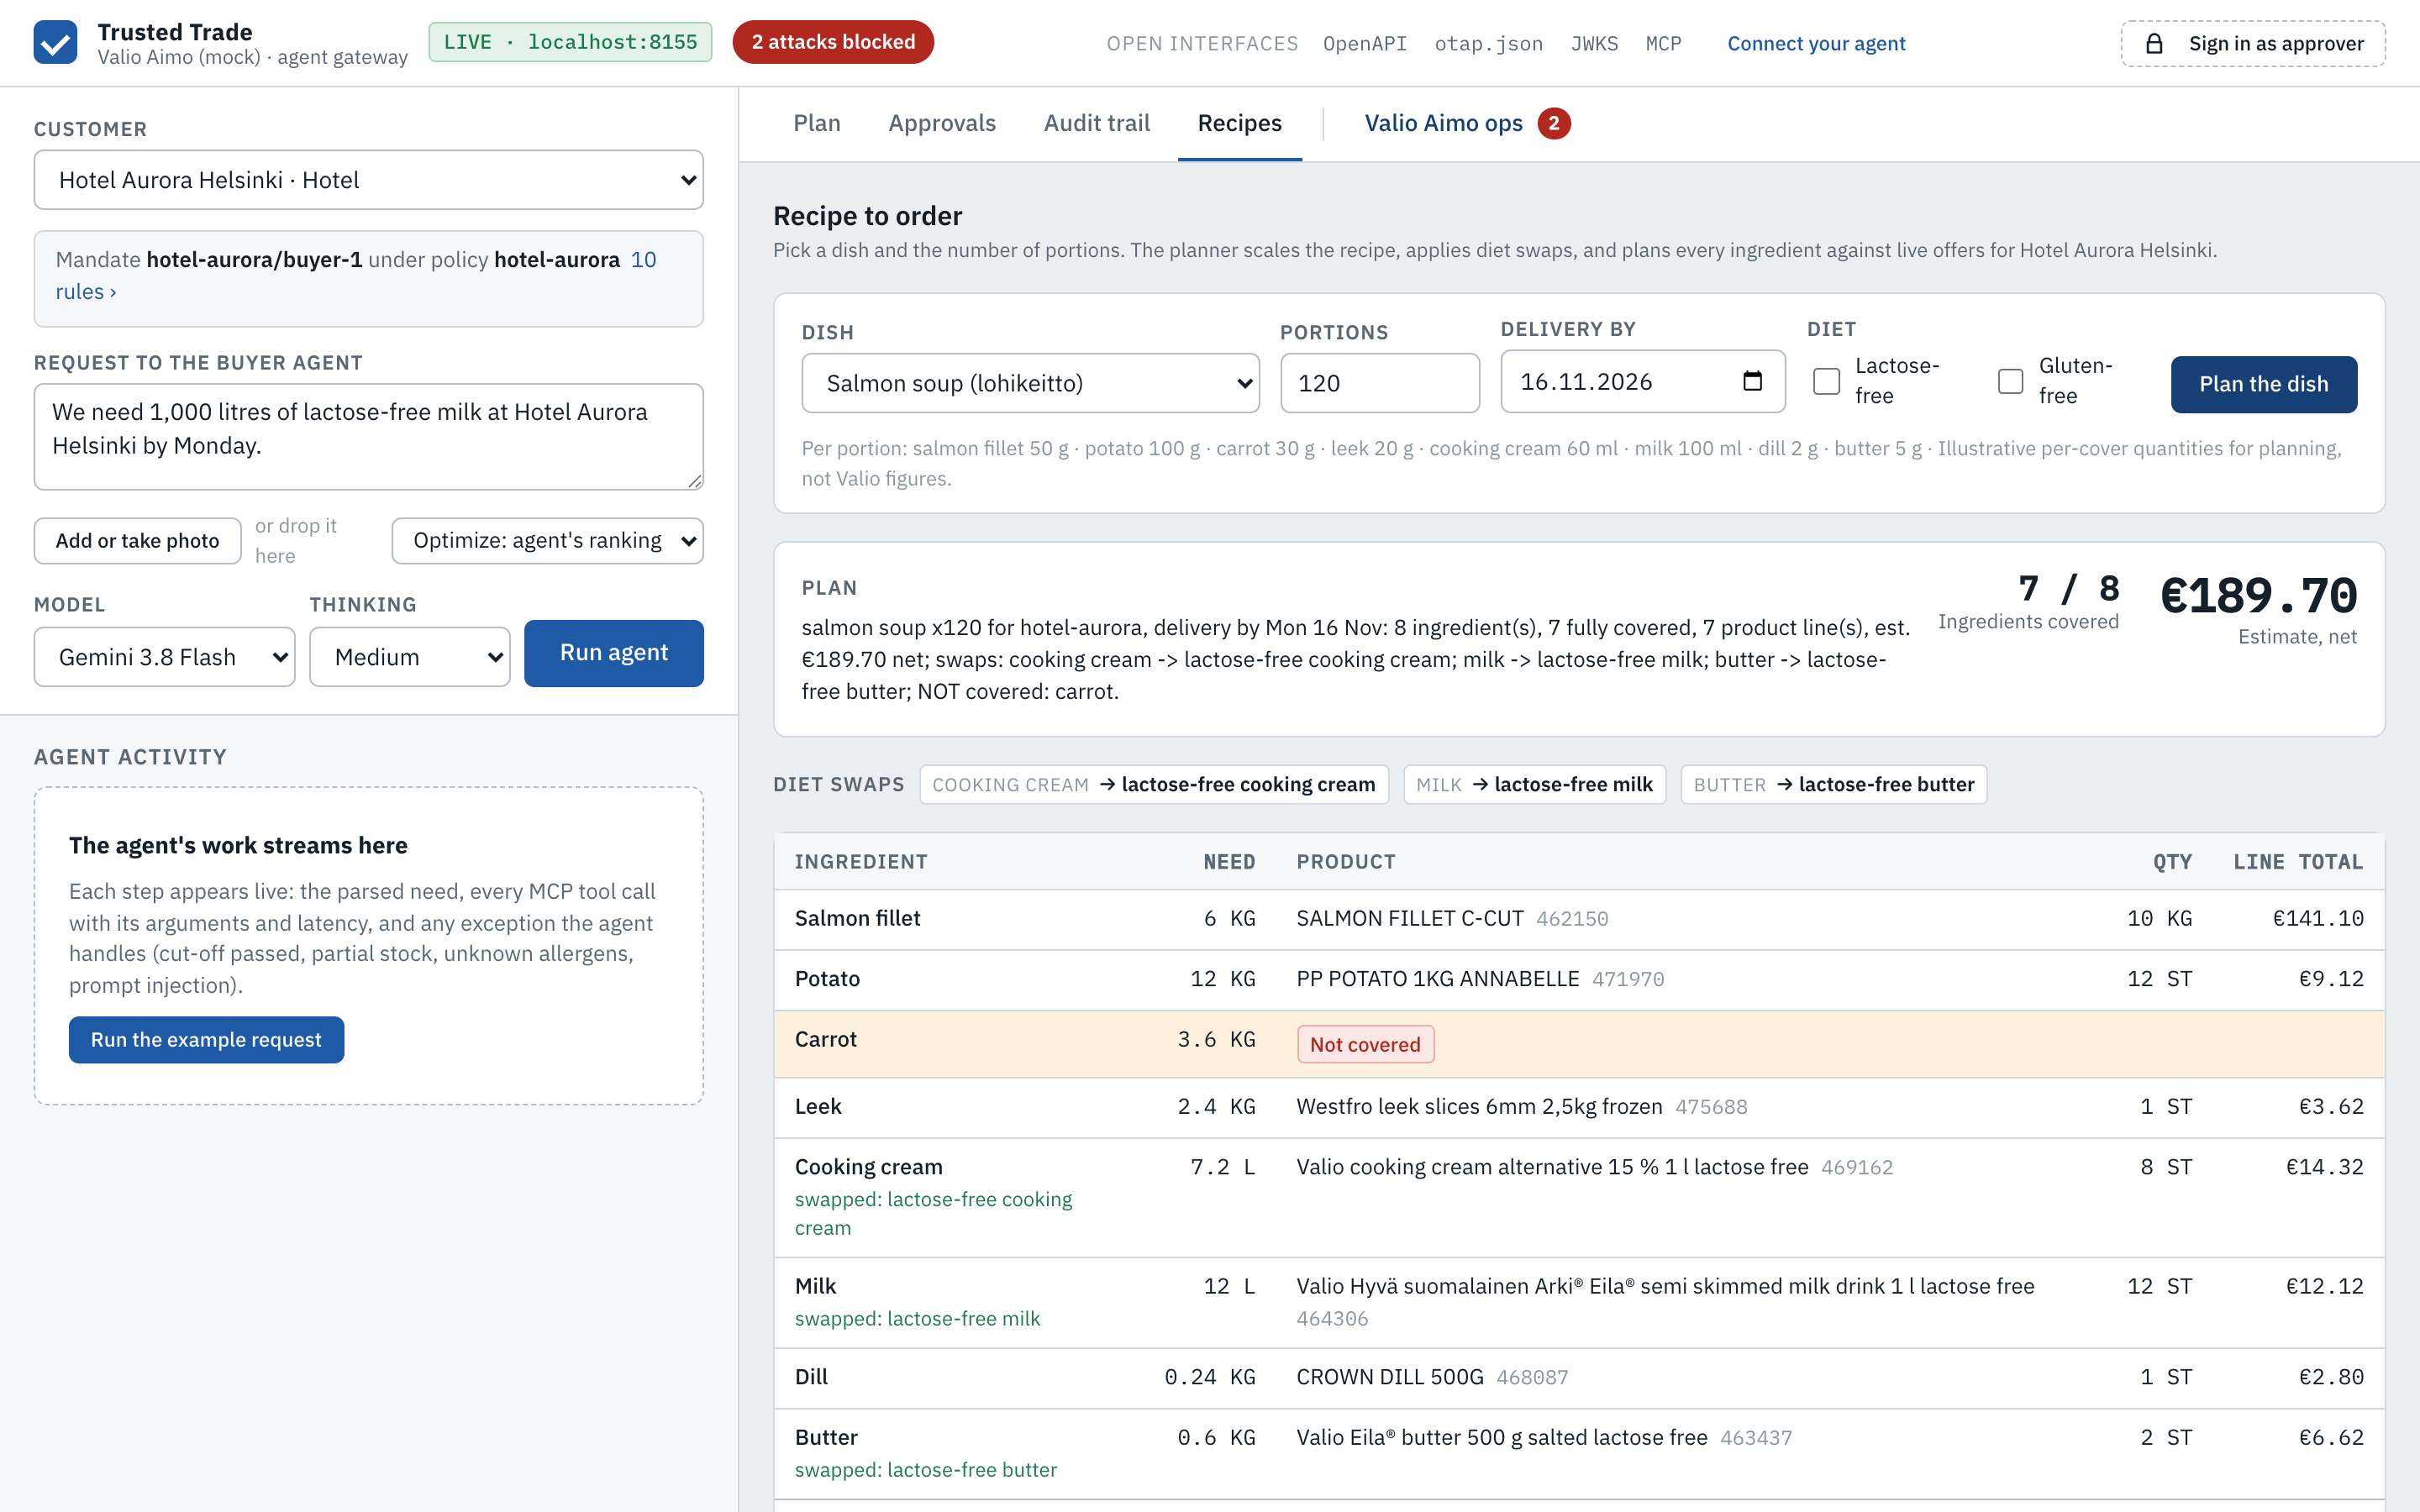 Trusted Trade
Valio Aimo (mock) · agent gateway
LIVE · localhost:8155
2 attacks blocked
OPEN INTERFACES OpenAPI otap.json JWKS MCP Connect your agent
Sign in as approver
CUSTOMER
Hotel Aurora Helsinki · Hotel
Mandate hotel-aurora/buyer-1 under policy hotel-aurora 10
rules ›
REQUEST TO THE BUYER AGENT
We need 1,000 litres of lactose-free milk at Hotel Aurora
Helsinki by Monday.
Add or take photo
or drop it
here
Optimize: agent's ranking
MODEL THINKING
Gemini 3.8 Flash Medium Run agent
AGENT ACTIVITY
The agent's work streams here
Each step appears live: the parsed need, every MCP tool call
with its arguments and latency, and any exception the agent
handles (cut-off passed, partial stock, unknown allergens,
prompt injection).
Run the example request
Plan Approvals Audit trail Recipes Valio Aimo ops 2
Recipe to order
Pick a dish and the number of portions. The planner scales the recipe, applies diet swaps, and plans every ingredient against live offers for Hotel Aurora Helsinki.
DISH PORTIONS DELIVERY BY DIET
Salmon soup (lohikeitto) 120 16.11.2026
Lactose-
free
Gluten-
free
Plan the dish
Per portion: salmon fillet 50 g · potato 100 g · carrot 30 g · leek 20 g · cooking cream 60 ml · milk 100 ml · dill 2 g · butter 5 g · Illustrative per-cover quantities for planning,
not Valio figures.
PLAN
salmon soup x120 for hotel-aurora, delivery by Mon 16 Nov: 8 ingredient(s), 7 fully covered, 7 product line(s), est.
€189.70 net; swaps: cooking cream -> lactose-free cooking cream; milk -> lactose-free milk; butter -> lactose-
free butter; NOT covered: carrot.
7 / 8
Ingredients covered
€189.70
Estimate, net
DIET SWAPS COOKING CREAM → lactose-free cooking cream MILK → lactose-free milk BUTTER → lactose-free butter
INGREDIENT NEED PRODUCT QTY LINE TOTAL
Salmon fillet 6 KG SALMON FILLET C-CUT 462150 10 KG €141.10
Potato 12 KG PP POTATO 1KG ANNABELLE 471970 12 ST €9.12
Carrot 3.6 KG Not covered
Leek 2.4 KG Westfro leek slices 6mm 2,5kg frozen 475688 1 ST €3.62
Cooking cream 7.2 L Valio cooking cream alternative 15 % 1 l lactose free 469162 8 ST €14.32
swapped: lactose-free cooking
cream
Milk 12 L Valio Hyvä suomalainen Arki® Eila® semi skimmed milk drink 1 l lactose free 12 ST €12.12
swapped: lactose-free milk 464306
Dill 0.24 KG CROWN DILL 500G 468087 1 ST €2.80
Butter 0.6 KG Valio Eila® butter 500 g salted lactose free 463437 2 ST €6.62
swapped: lactose-free butter